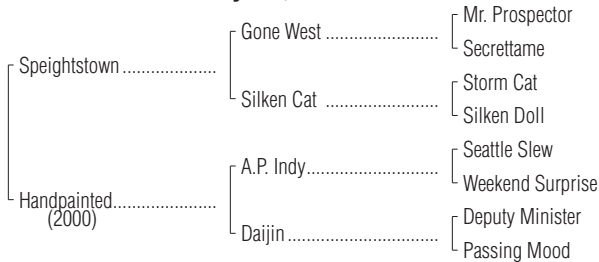 Mr. Prospector
Gone West ........................
Secrettame
Speightstown ....................
Storm Cat
Silken Cat ........................
Silken Doll
Seattle Slew
A.P. Indy............................
Weekend Surprise
Handpainted......................
(2000)
Deputy Minister
Daijin ................................
Passing Mood